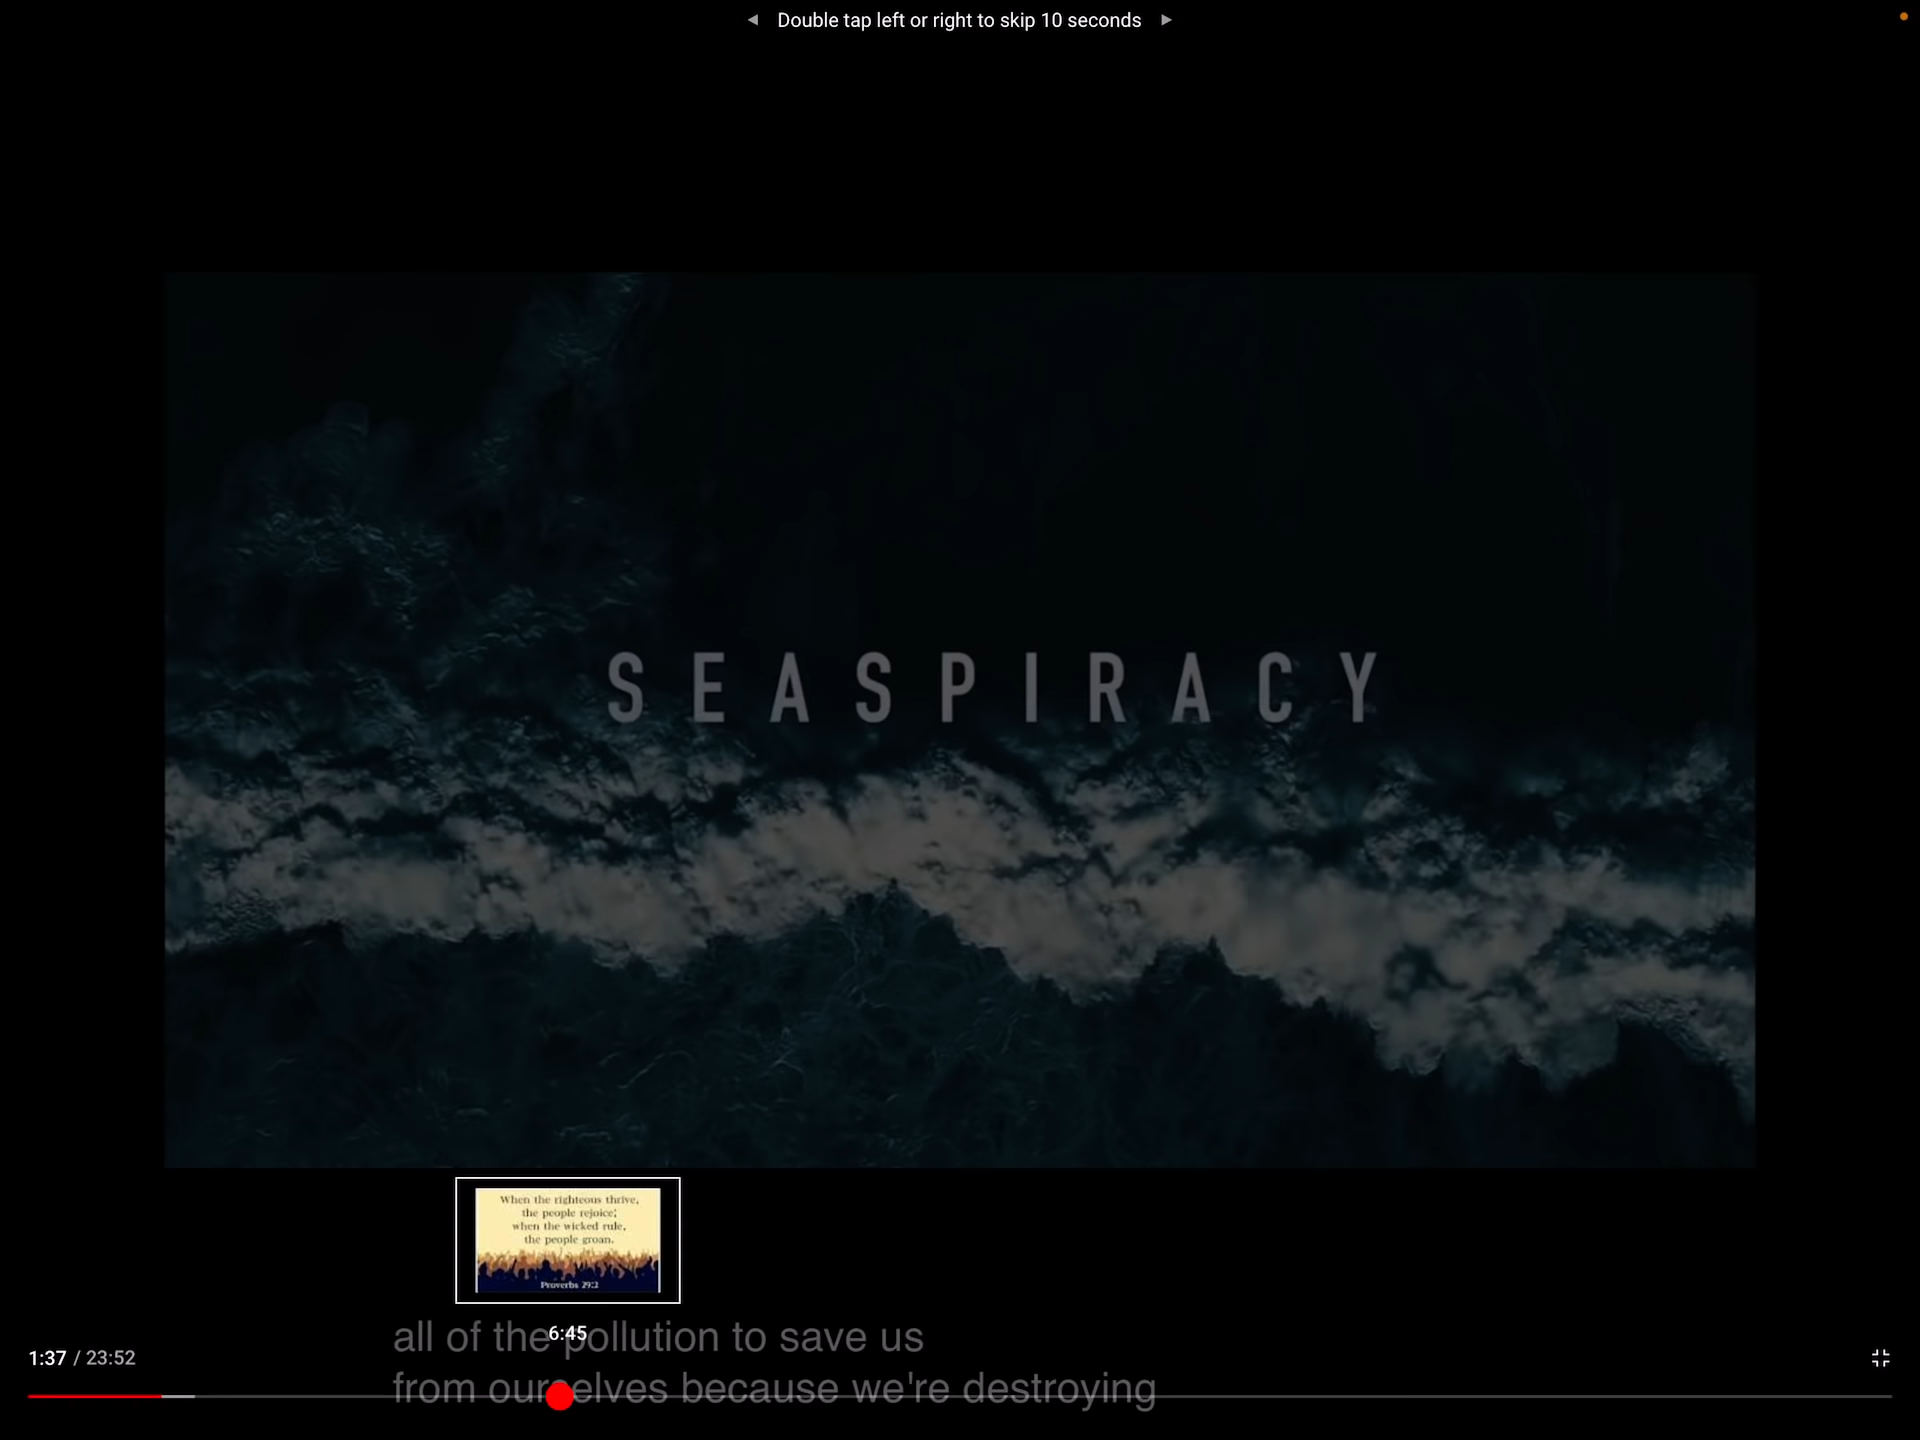 Double tap left or right to skip 10 seconds
SEASPIRACY
When the righteous thrive,
the people rejoice;
when the wicked rule,
the people groan.
Proverbs 29:2
6:45
all of the pollution to save us
1:37 / 23:52
from ourselves because we're destroying